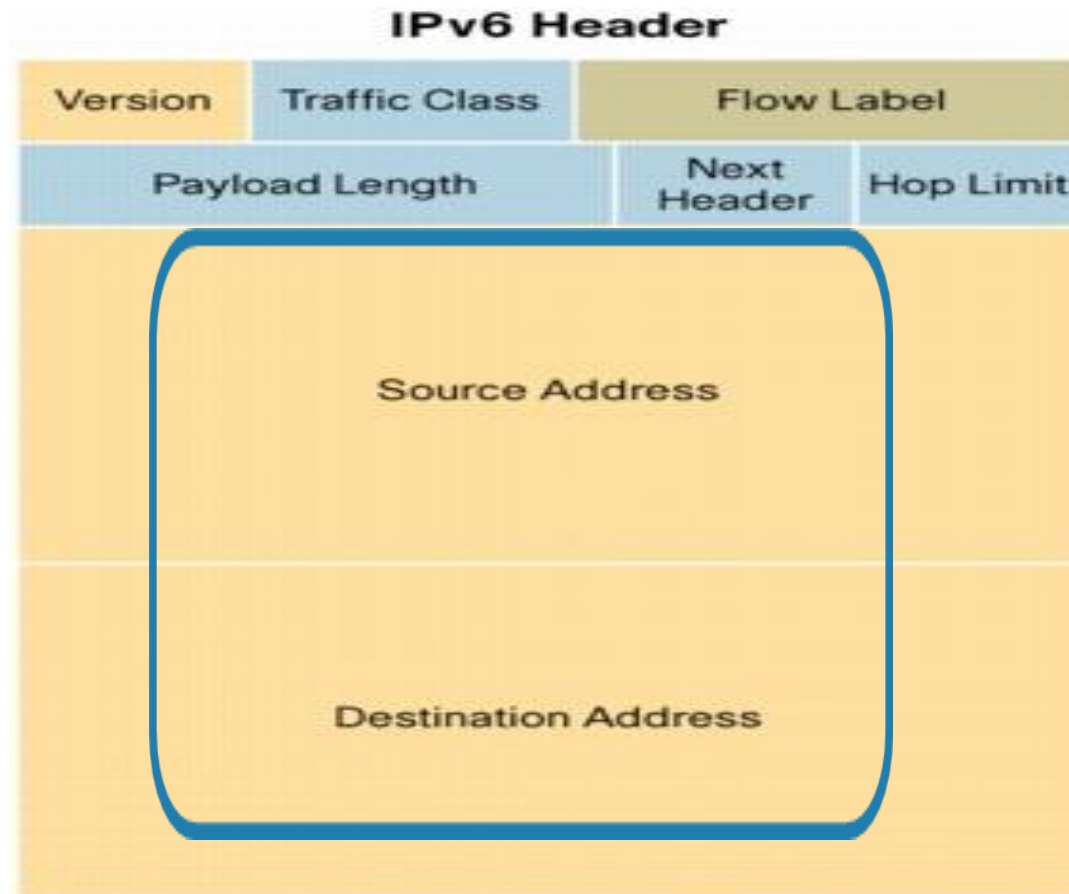 IPv6 Header
Version Traffic Class Flow Label
Payload Length Next Header Hop Limit
Source Address
Destination Address